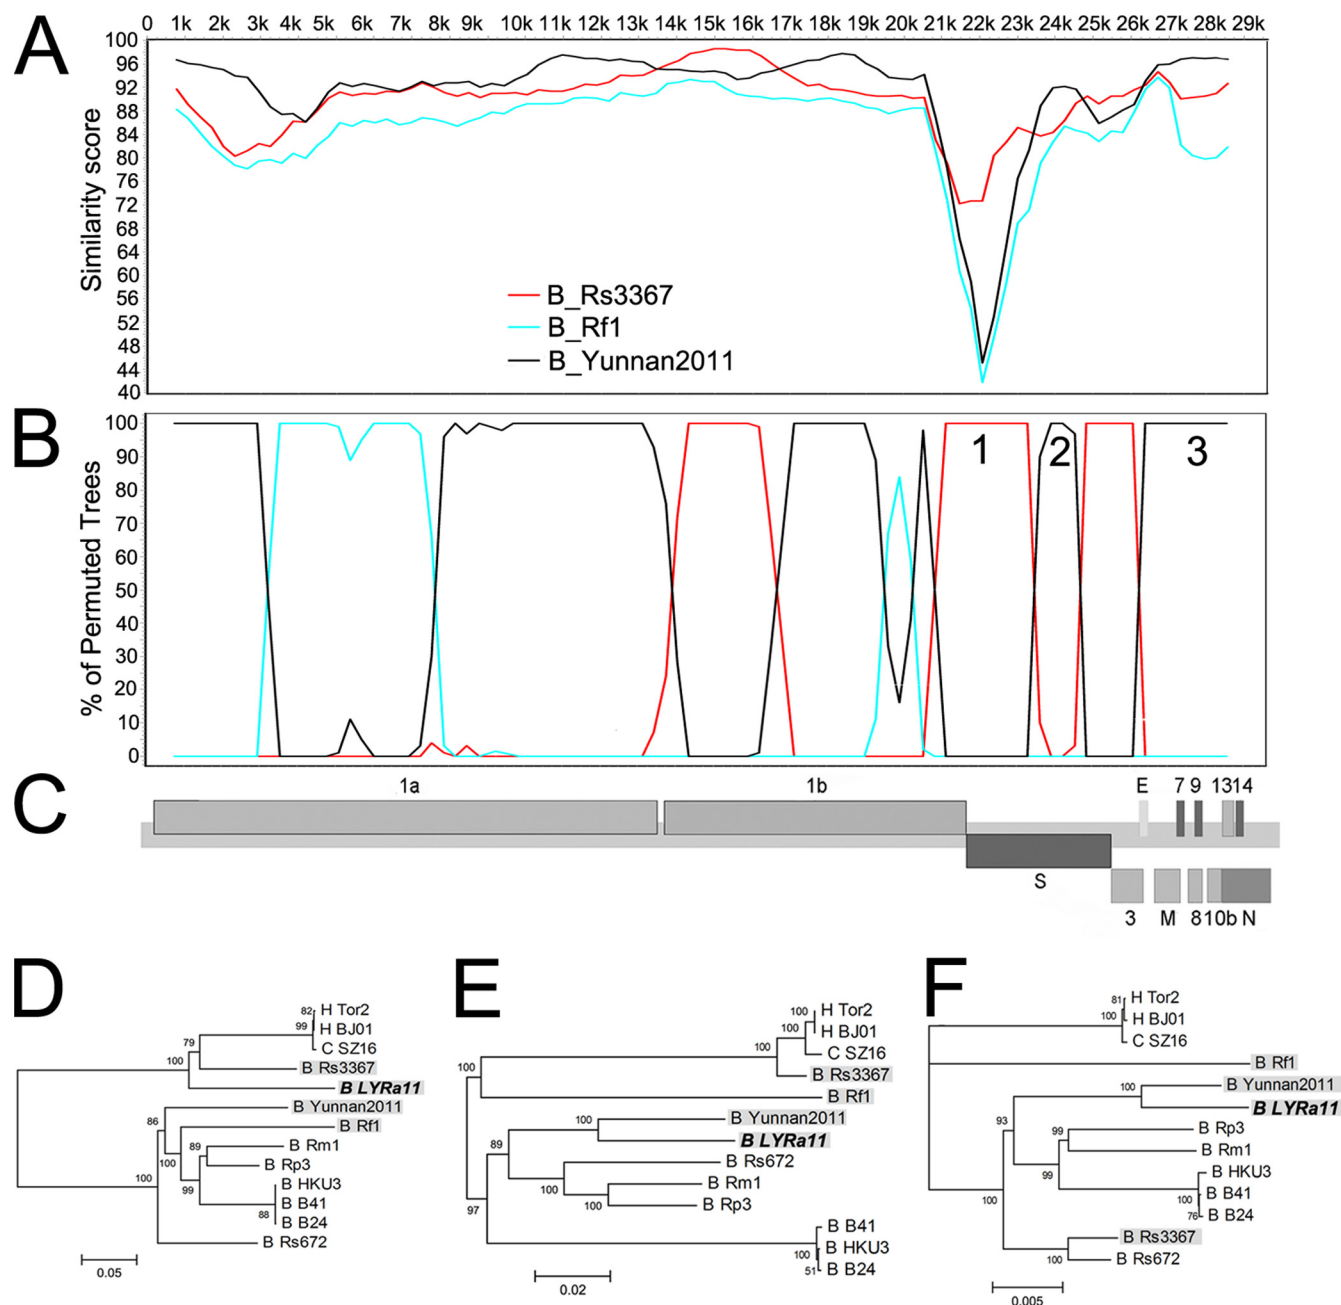 A
0 1k 2k 3k 4k 5k 6k 7k 8k 9k 10k 11k 12k 13k 14k 15k 16k 17k 18k 19k 20k 21k 22k 23k 24k 25k 26k 27k 28k 29k
Similarity score
100
96
92
88
84
80
76
72
68
64
60
56
52
48
44
40
B_Rs3367
B_Rf1
B_Yunnan2011
B
% of Permuted Trees
100
90
80
70
60
50
40
30
20
10
0
1 2 3
C
1a 1b E 7 9 1314
S
3 M 810b N
D
82 H Tor2
99 H BJ01
C SZ16
79
100
B Rs3367
B LYRa11
B Yunnan2011
86
B Rf1
89 B Rm1
100 B Rp3
B HKU3
99
B B41
88 B B24
100
B Rs672
0.05
E
100 H Tor2
100 H BJ01
C SZ16
100 B Rs3367
100
B Rf1
100 B Yunnan2011
B LYRa11
89
B Rs672
100 B Rm1
100 B Rp3
97
B B41
100 B HKU3
51 B B24
0.02
F
81 H Tor2
100 H BJ01
C SZ16
B Rf1
100 B Yunnan2011
B LYRa11
93
99 B Rp3
B Rm1
99
B HKU3
100 B B41
76 B B24
100
B Rs3367
100 B Rs672
0.005